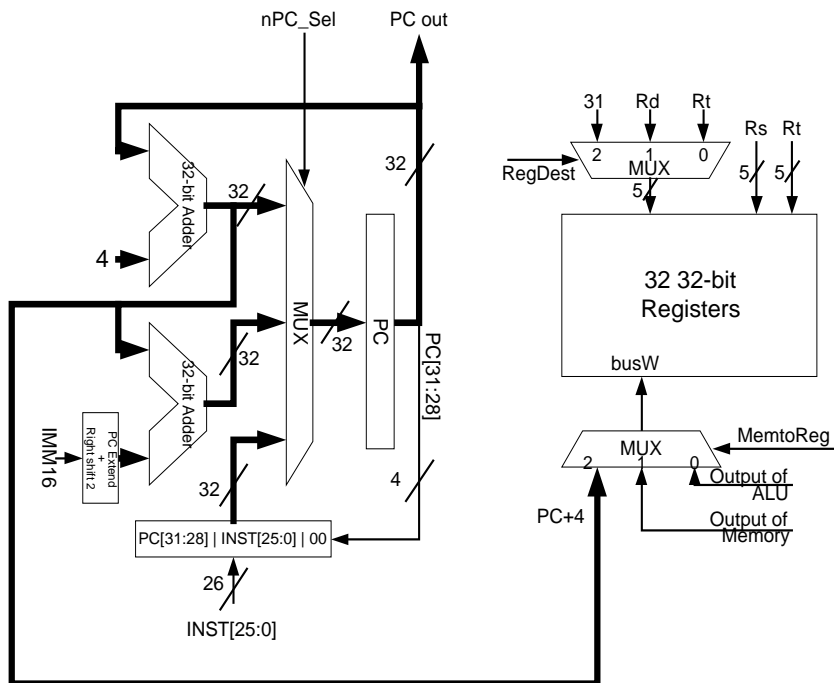 nPC_Sel
PC out
31
Rd
Rt
Rs
Rt
2
1
0
MUX
RegDest
5
5
5
32-bit Adder
32
32
4
32 32-bit
Registers
MUX
PC
32
32
busW
32-bit Adder
PC[31:28]
IMM16
PC Extend
+
Right shift 2
MUX
2
1
0
MemtoReg
Output of
ALU
Output of
Memory
PC+4
32
4
PC[31:28] | INST[25:0] | 00
26
INST[25:0]